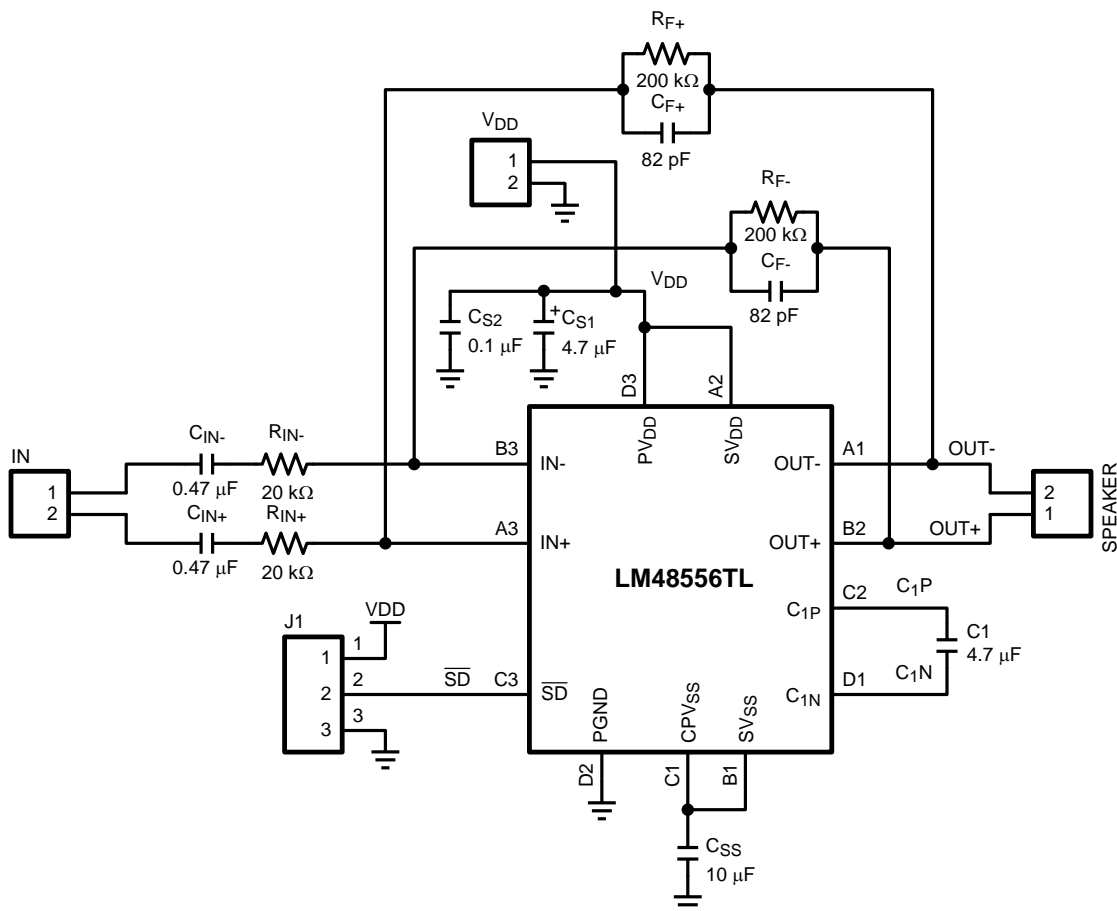 RF+
200 kΩ
CF+
82 pF
VDD
1
2
RF-
200 kΩ
CF-
82 pF
VDD
CS2
0.1 μF
+
CS1
4.7 μF
D3
A2
PVDD
SVDD
IN
1
2
CIN-
0.47 μF
RIN-
20 kΩ
CIN+
0.47 μF
RIN+
20 kΩ
B3
IN-
A3
IN+
OUT-
A1
OUT-
OUT+
B2
OUT+
2
1
SPEAKER
LM48556TL
C1P
C2
C1P
C1
4.7 μF
C1N
D1
C1N
J1
VDD
1
1
2
2
3
3
SD
C3
SD
PGND
CPVSS
SVSS
D2
C1
B1
CSS
10 μF